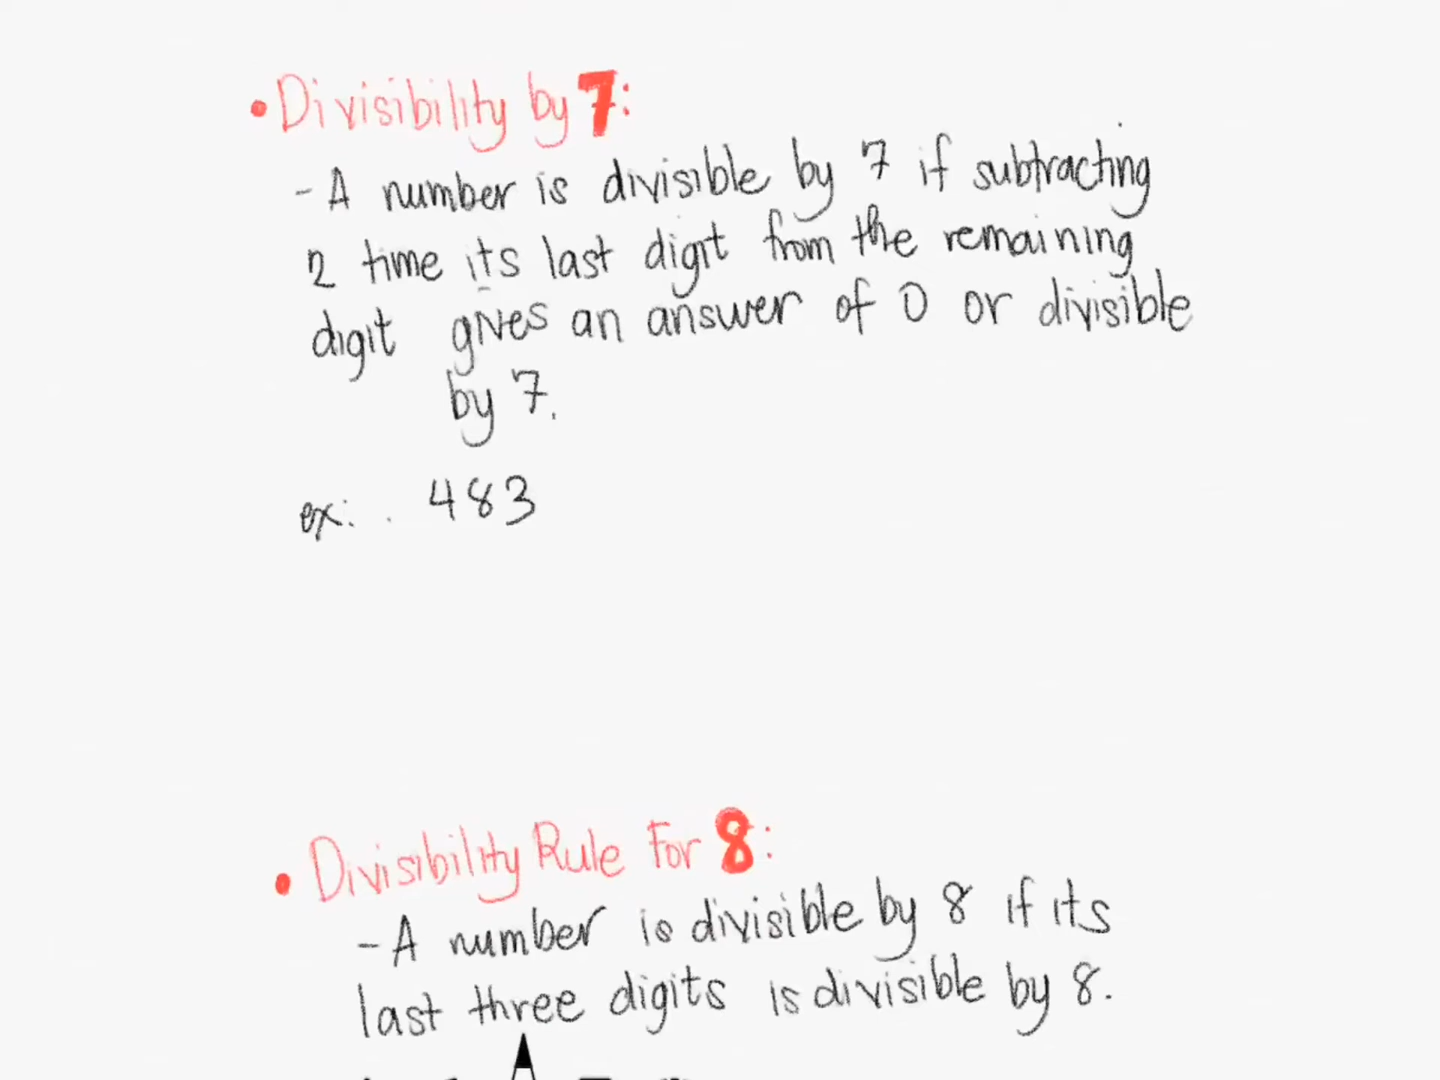 • Divisibility by 7:
- A number is divisible by 7 if subtracting
2 time its last digit from the remaining
digit gives an answer of 0 or divisible
by 7.
ex: . 483
• Divisibility Rule For 8:
- A number is divisible by 8 if its
last three digits is divisible by 8.